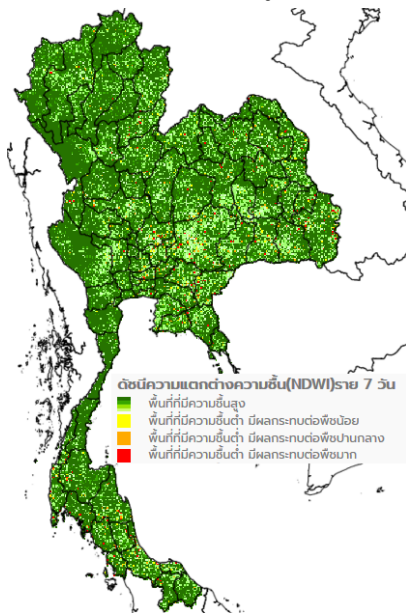 ดัชนีความแตกต่างความชื้น(NDWI)ราย 7 วัน
พื้นที่ที่มีความชื้นสูง
พื้นที่ที่มีความชื้นต่ำ มีผลกระทบต่อพืชน้อย
พื้นที่ที่มีความชื้นต่ำ มีผลกระทบต่อพืชปานกลาง
พื้นที่ที่มีความชื้นต่ำ มีผลกระทบต่อพืชมาก